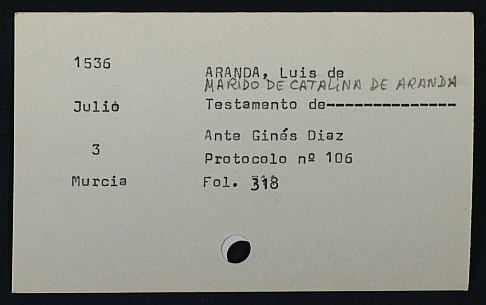 1536
ARANDA, Luis de
MARIDO DE CATALINA DE ARANDA
Julio
Testamento de---------------
Ante Ginés Diaz
3
Protocolo nº 106
Murcia
Fol. 318